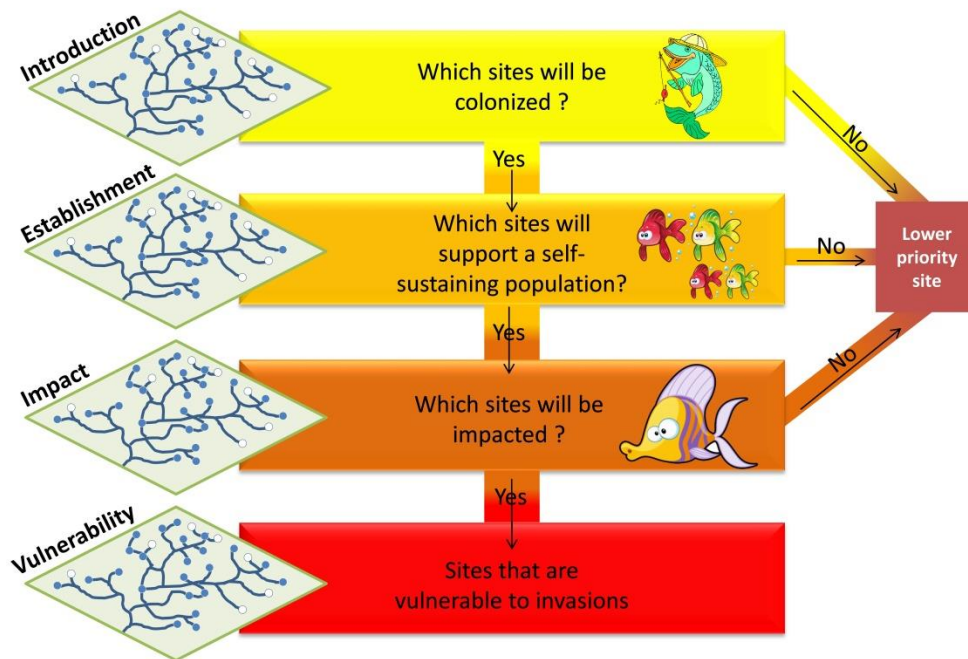 Introduction
Which sites will be
colonized ?
No
Yes
Establishment
Which sites will
support a self-
sustaining population?
No
Lower
priority
site
Yes
Impact
Which sites will be
impacted ?
No
Yes
Vulnerability
Sites that are
vulnerable to invasions